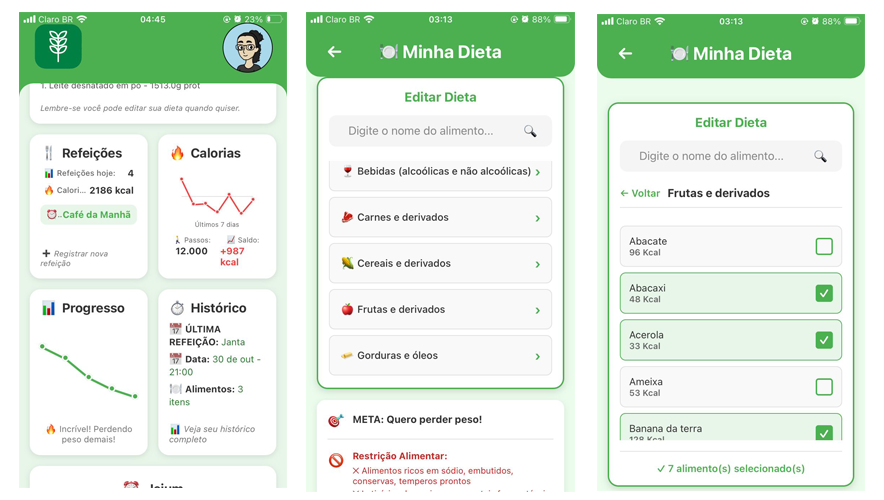 Claro BR 04:45 23%
1. Leite desnatado em pó - 1513.0g prot
Lembre-se você pode editar sua dieta quando quiser.
Refeições
Refeições hoje: 4
Calori... 2186 kcal
Café da Manhã
+ Registrar nova
refeição
Calorias
Últimos 7 dias
Passos: Saldo:
12.000 +987
kcal
Progresso
Incrível! Perdendo
peso demais!
Histórico
ÚLTIMA
REFEIÇÃO: Janta
Data: 30 de out -
21:00
Alimentos: 3
itens
Veja seu histórico
completo
Claro BR 03:13 88%
← Minha Dieta
Editar Dieta
Digite o nome do alimento...
Bebidas (alcoólicas e não alcoólicas) ›
Carnes e derivados ›
Cereais e derivados ›
Frutas e derivados ›
Gorduras e óleos ›
META: Quero perder peso!
Restrição Alimentar:
✕ Alimentos ricos em sódio, embutidos,
conservas, temperos prontos
Claro BR 03:13 88%
← Minha Dieta
Editar Dieta
Digite o nome do alimento...
← Voltar Frutas e derivados
Abacate
96 Kcal
Abacaxi
48 Kcal
Acerola
33 Kcal
Ameixa
53 Kcal
Banana da terra
128 Kcal
✓ 7 alimento(s) selecionado(s)